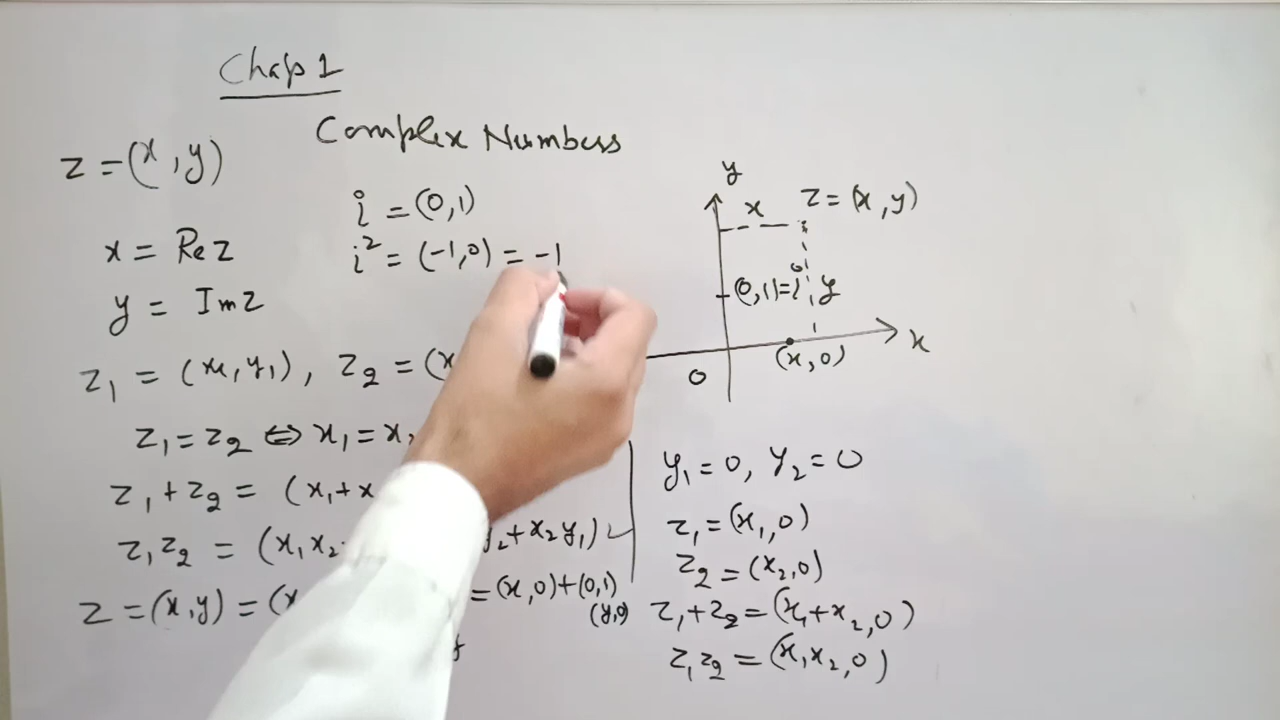 Chap 1
Complex Numbers
z = (x, y)
i = (0,1)
x = Re z
i² = (-1,0) = -1
y = Im z
z₁ = (x₁, y₁), z₂ = (x
z₁ = z₂ ⇔ x₁ = x₂
z₁ + z₂ = (x₁ + x
z₁z₂ = (x₁x₂ y₂ + x₂y₁)
z = (x, y) = (x = (x, 0) + (0,1)
(y,0)
y
x
z = (x, y)
(0,1) = i
y
x
(x, 0)
0
y₁ = 0, y₂ = 0
z₁ = (x₁, 0)
z₂ = (x₂, 0)
z₁ + z₂ = (x₁ + x₂, 0)
z₁z₂ = (x₁x₂, 0)